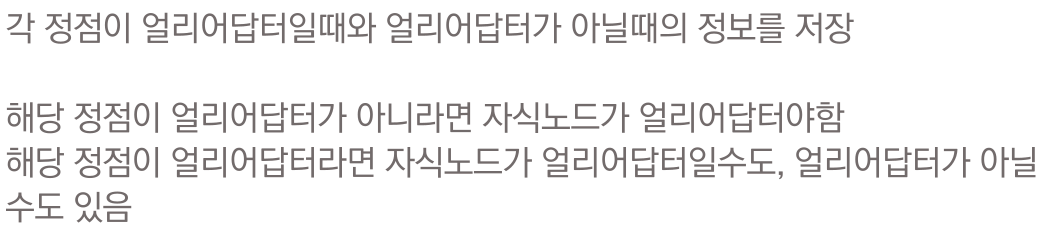 각 정점이 얼리어답터일때와 얼리어답터가 아닐때의 정보를 저장
해당 정점이 얼리어답터가 아니라면 자식노드가 얼리어답터야함
해당 정점이 얼리어답터라면 자식노드가 얼리어답터일수도, 얼리어답터가 아닐
수도 있음